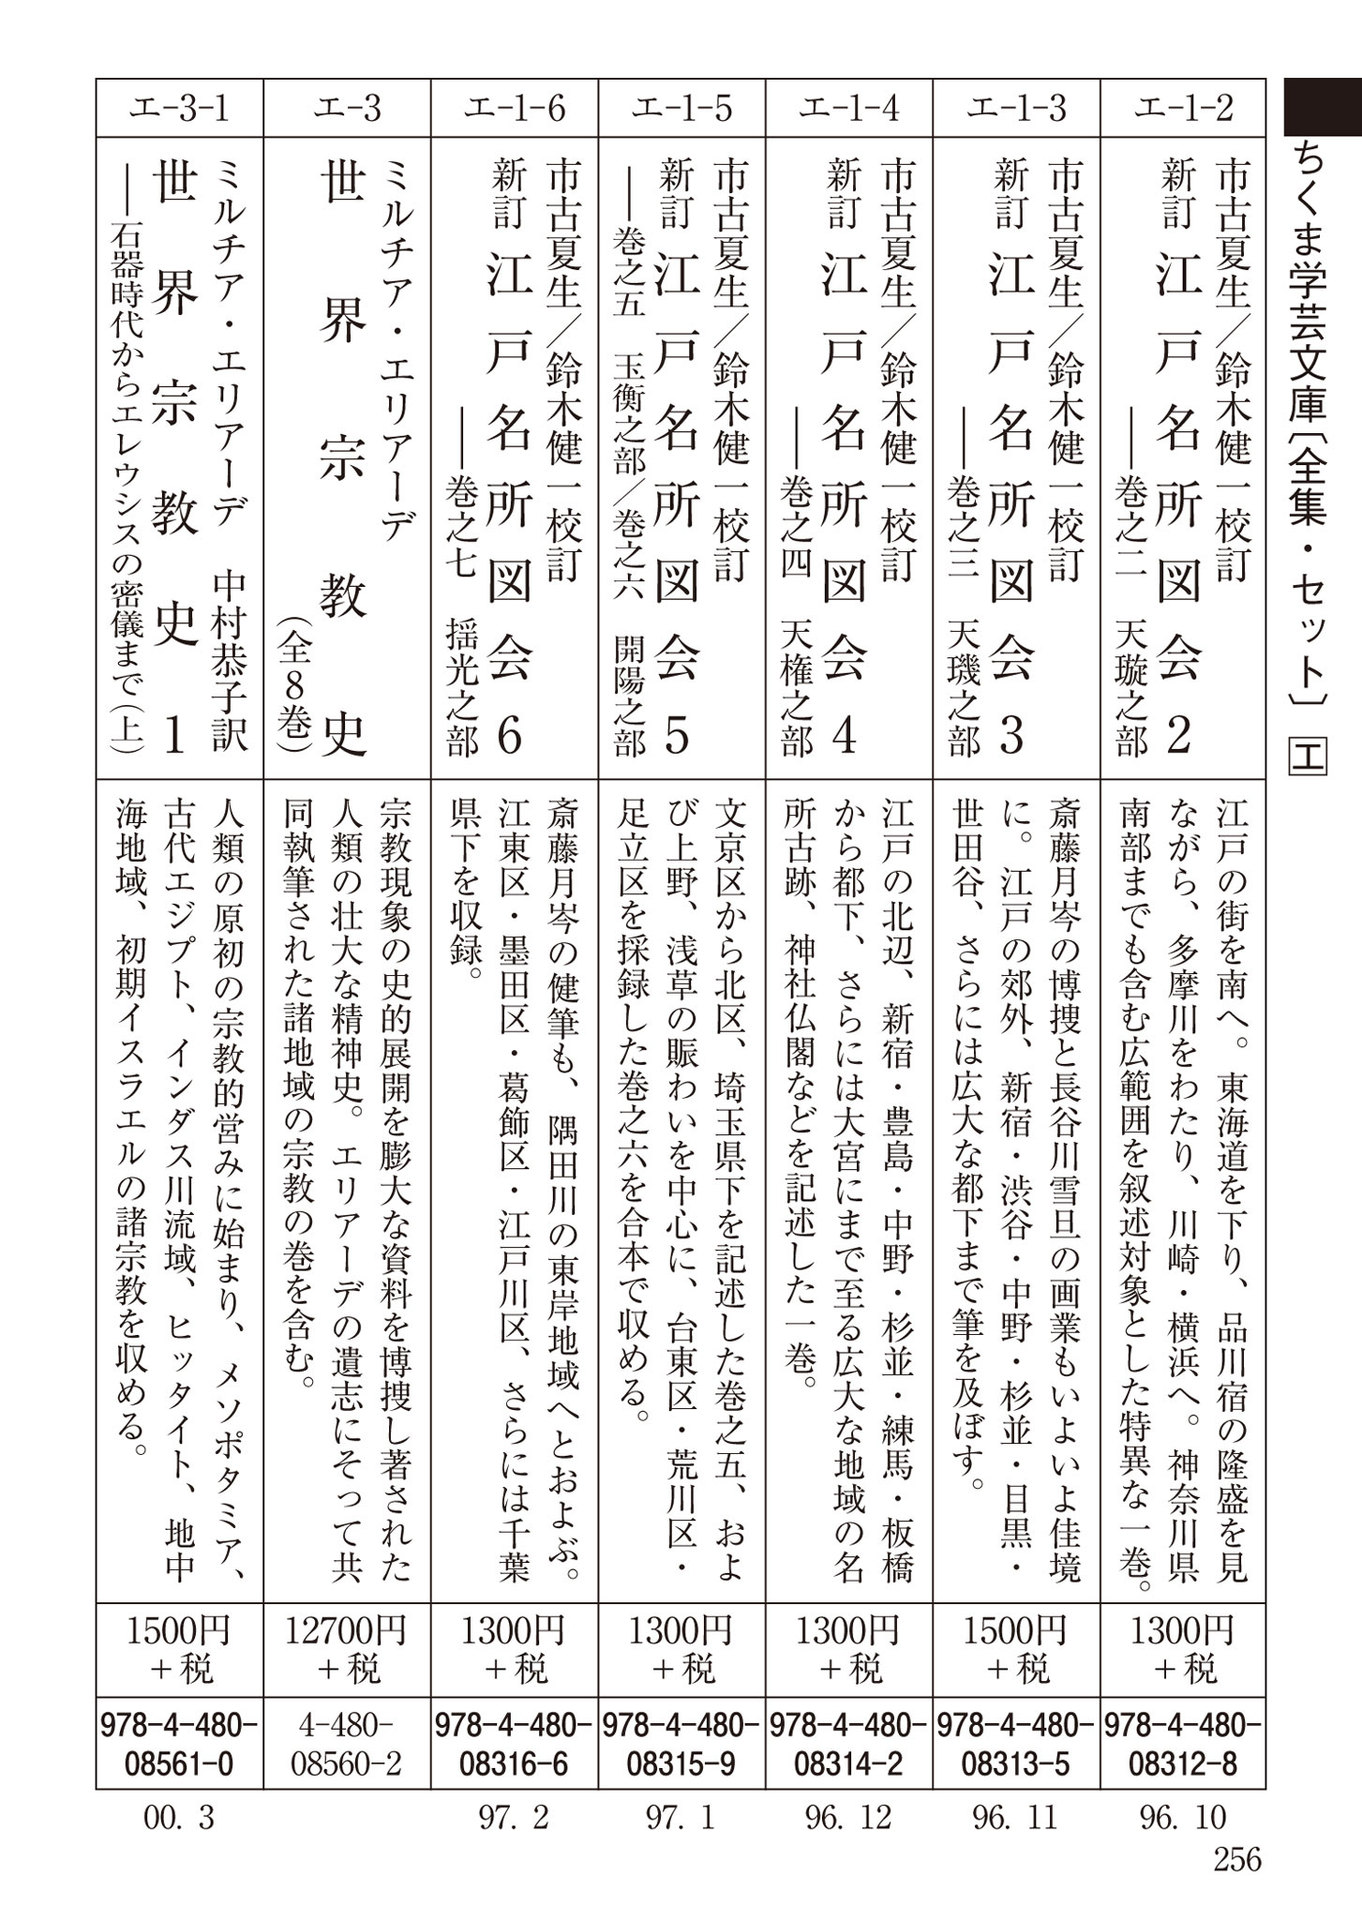 ちくま学芸文庫〔全集・セット〕 エ
エ-1-2
市古夏生／鈴木健一校訂
新訂 江戸名所図会2
――巻之二 天璇之部
江戸の街を南へ。東海道を下り、品川宿の隆盛を見
ながら、多摩川をわたり、川崎・横浜へ。神奈川県
南部までも含む広範囲を叙述対象とした特異な一巻。
1300円
＋税
978-4-480-
08312-8
96. 10
エ-1-3
市古夏生／鈴木健一校訂
新訂 江戸名所図会3
――巻之三 天璣之部
斎藤月岑の博捜と長谷川雪旦の画業もいよいよ佳境
に。江戸の郊外、新宿・渋谷・中野・杉並・目黒・
世田谷、さらには広大な都下まで筆を及ぼす。
1500円
＋税
978-4-480-
08313-5
96. 11
エ-1-4
市古夏生／鈴木健一校訂
新訂 江戸名所図会4
――巻之四 天権之部
江戸の北辺、新宿・豊島・中野・杉並・練馬・板橋
から都下、さらには大宮にまで至る広大な地域の名
所古跡、神社仏閣などを記述した一巻。
1300円
＋税
978-4-480-
08314-2
96. 12
エ-1-5
市古夏生／鈴木健一校訂
新訂 江戸名所図会5
――巻之五 玉衡之部／巻之六 開陽之部
文京区から北区、埼玉県下を記述した巻之五、およ
び上野、浅草の賑わいを中心に、台東区・荒川区・
足立区を採録した巻之六を合本で収める。
1300円
＋税
978-4-480-
08315-9
97. 1
エ-1-6
市古夏生／鈴木健一校訂
新訂 江戸名所図会6
――巻之七 揺光之部
斎藤月岑の健筆も、隅田川の東岸地域へとおよぶ。
江東区・墨田区・葛飾区・江戸川区、さらには千葉
県下を収録。
1300円
＋税
978-4-480-
08316-6
97. 2
エ-3
ミルチア・エリアーデ
世界宗教史
（全8巻）
宗教現象の史的展開を膨大な資料を博捜し著された
人類の壮大な精神史。エリアーデの遺志にそって共
同執筆された諸地域の宗教の巻を含む。
12700円
＋税
4-480-
08560-2
エ-3-1
ミルチア・エリアーデ 中村恭子訳
世界宗教史1
――石器時代からエレウシスの密儀まで（上）
人類の原初の宗教的営みに始まり、メソポタミア、
古代エジプト、インダス川流域、ヒッタイト、地中
海地域、初期イスラエルの諸宗教を収める。
1500円
＋税
978-4-480-
08561-0
00. 3
256